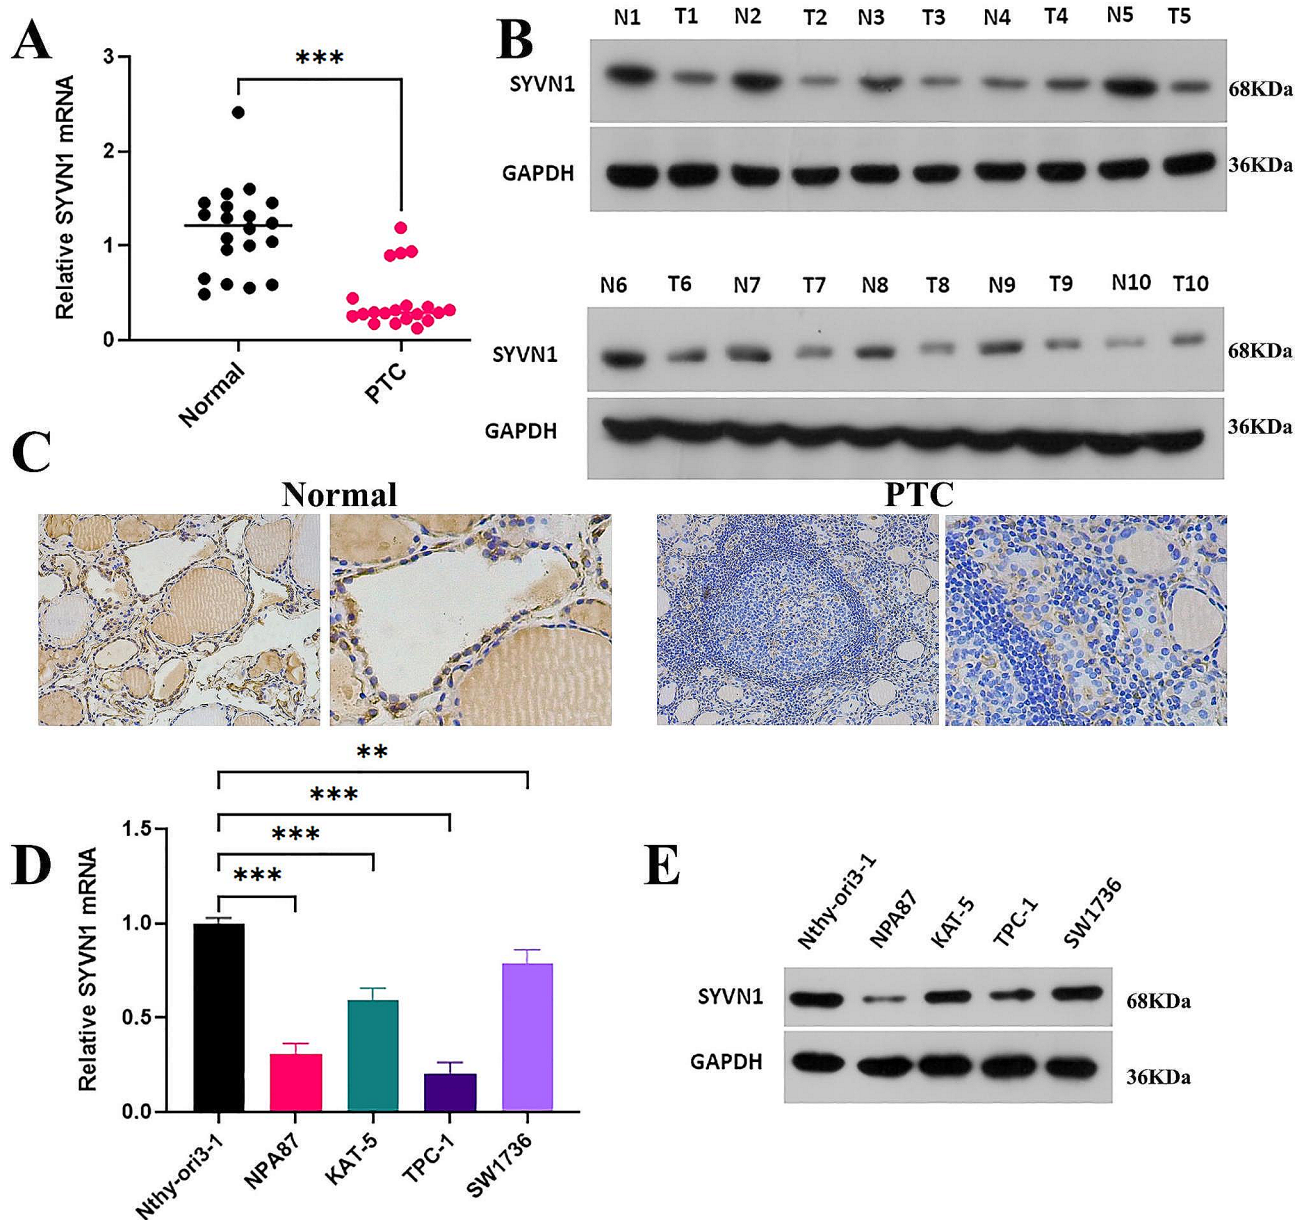 A
Relative SYVN1 mRNA
3
2
1
0
***
Normal
PTC
B
N1 T1 N2 T2 N3 T3 N4 T4 N5 T5
SYVN1
68KDa
GAPDH
36KDa
N6 T6 N7 T7 N8 T8 N9 T9 N10 T10
SYVN1
68KDa
GAPDH
36KDa
C
Normal
PTC
D
Relative SYVN1 mRNA
1.5
1.0
0.5
0.0
**
***
***
***
Nthy-ori3-1
NPA87
KAT-5
TPC-1
SW1736
E
Nthy-ori3-1
NPA87
KAT-5
TPC-1
SW1736
SYVN1
68KDa
GAPDH
36KDa